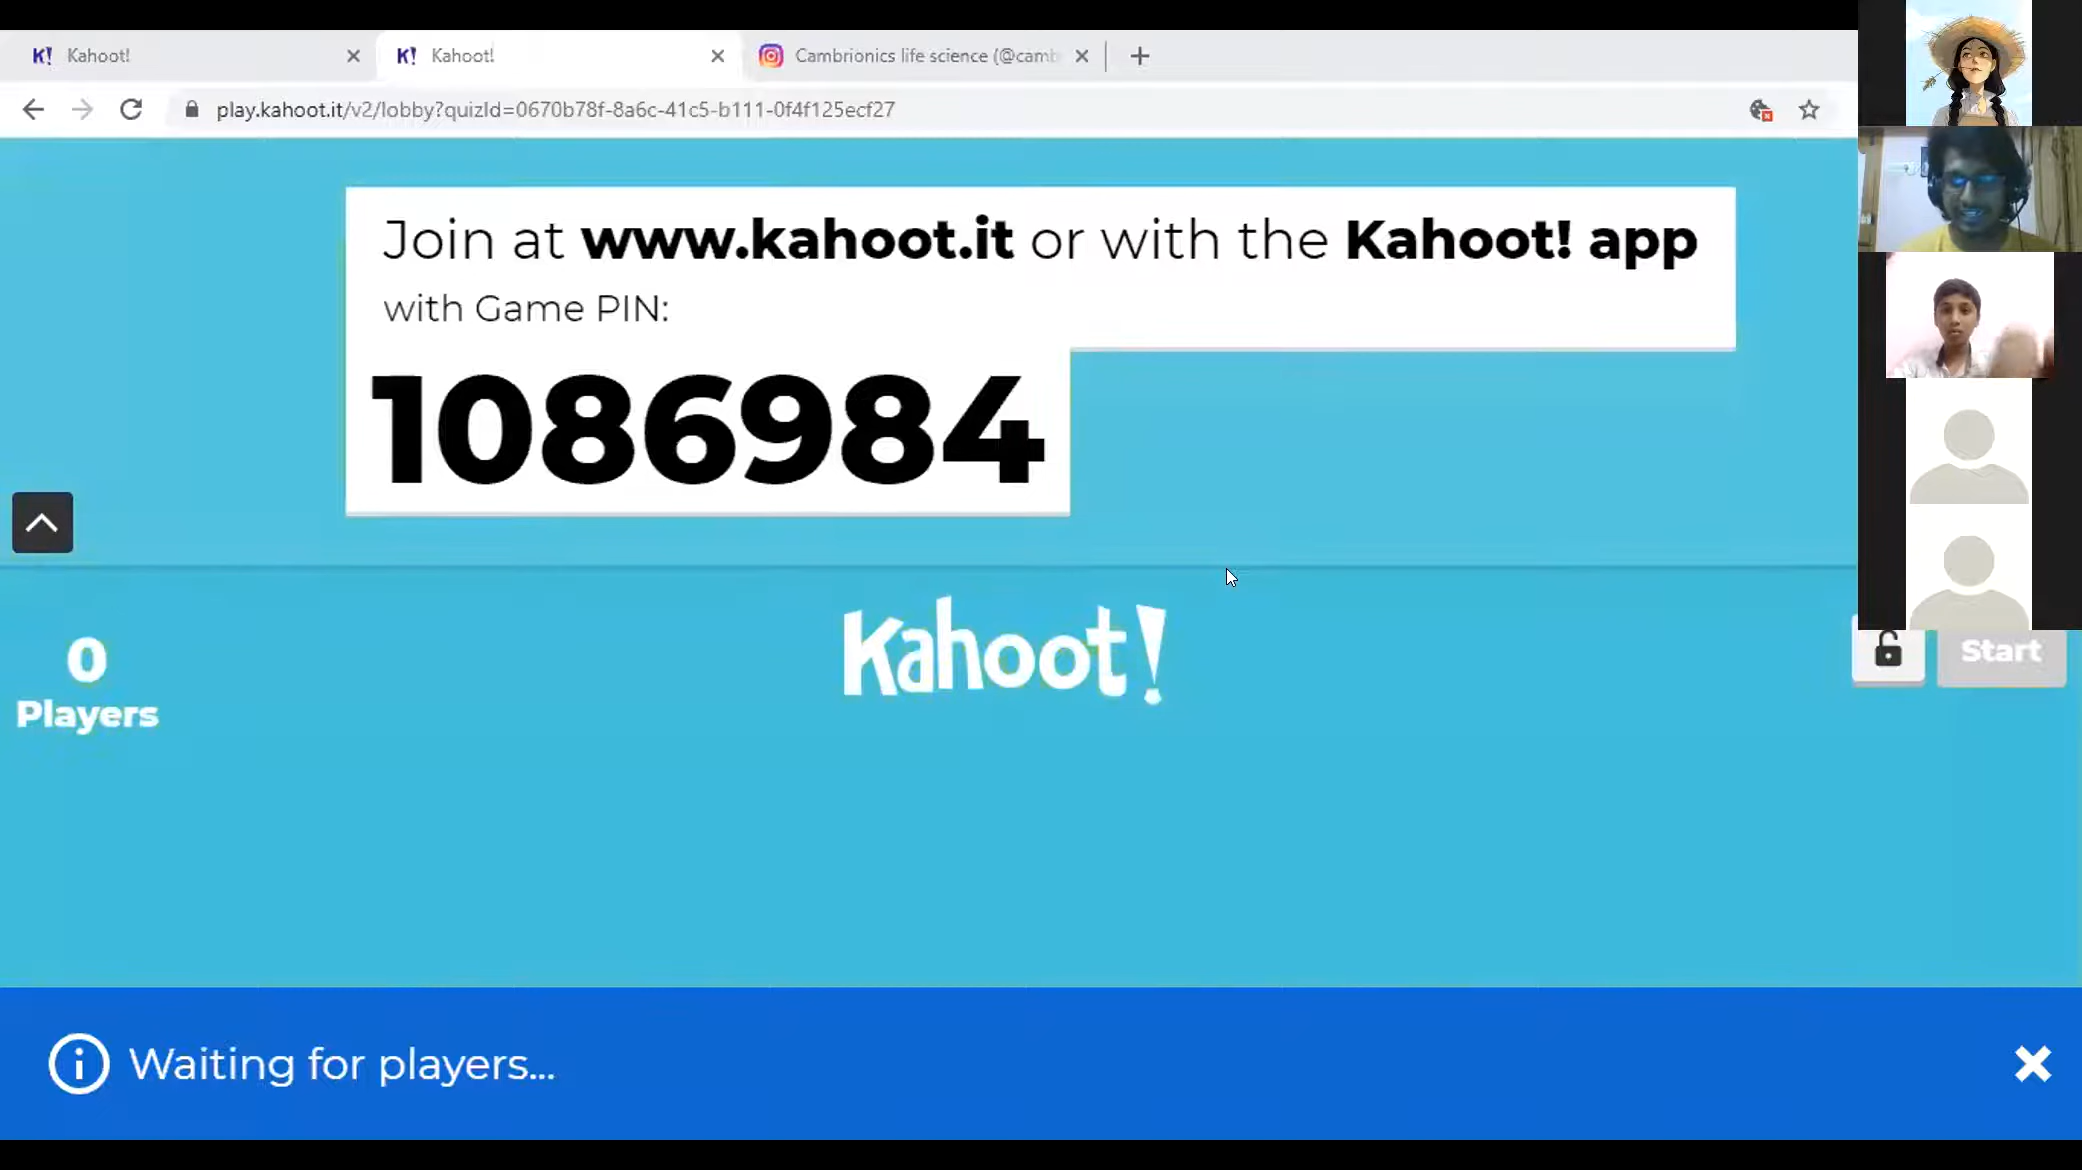 K! Kahoot!
K! Kahoot!
Cambrionics life science (@camb
play.kahoot.it/v2/lobby?quizId=0670b78f-8a6c-41c5-b111-0f4f125ecf27
Join at www.kahoot.it or with the Kahoot! app
with Game PIN:
1086984
Kahoot!
0
Players
Start
Waiting for players...